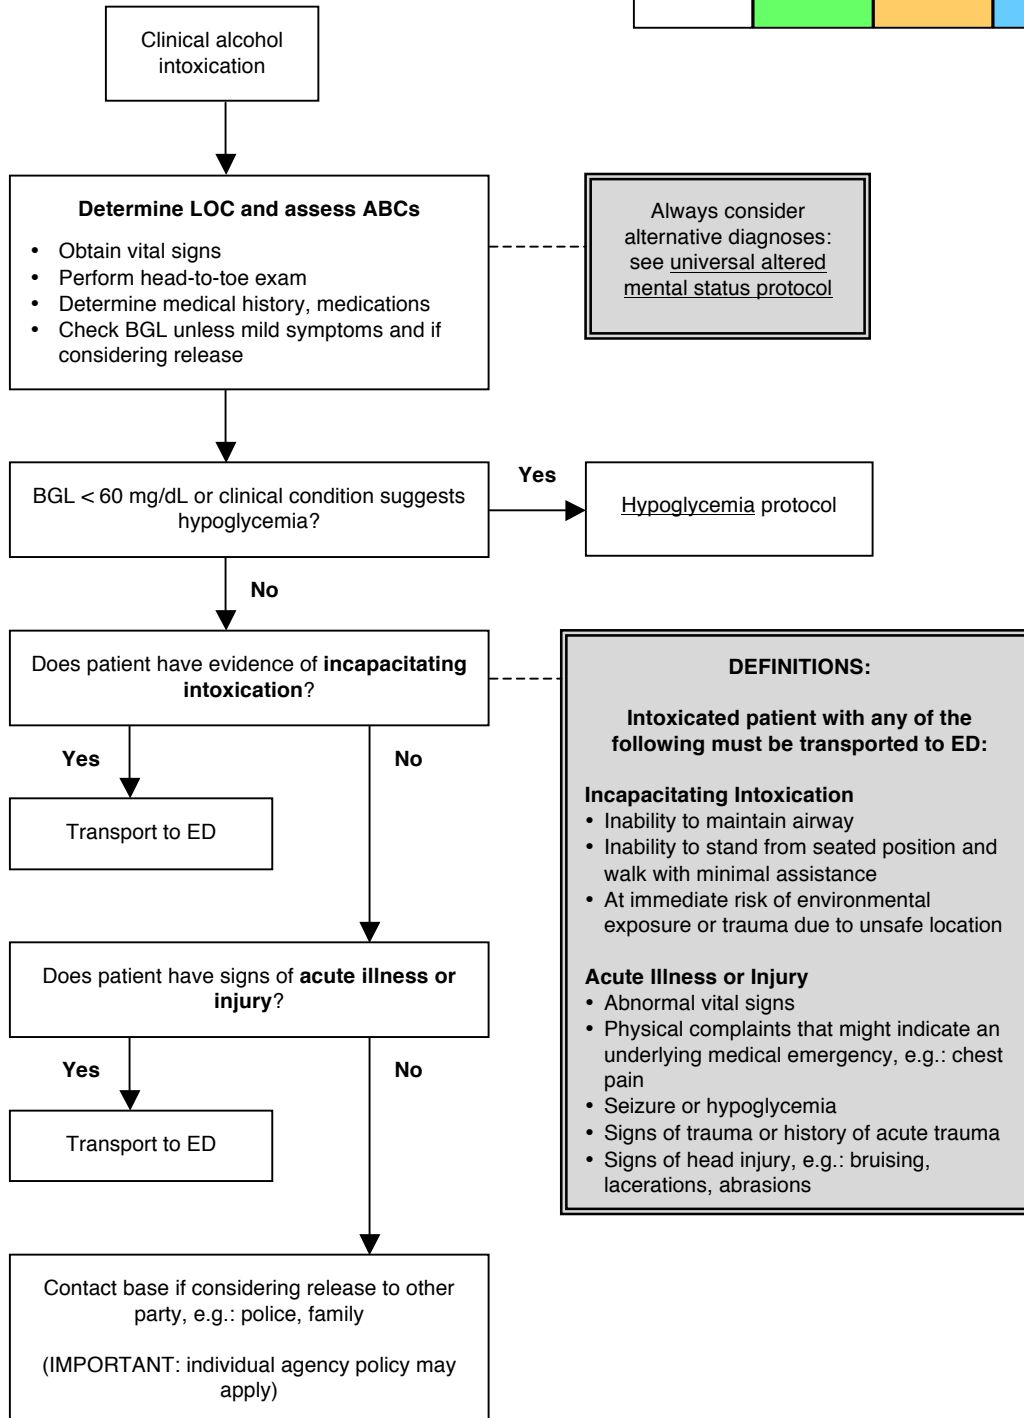 Clinical alcohol
intoxication
Determine LOC and assess ABCs
• Obtain vital signs
• Perform head-to-toe exam
• Determine medical history, medications
• Check BGL unless mild symptoms and if
considering release
Always consider
alternative diagnoses:
see universal altered
mental status protocol
BGL < 60 mg/dL or clinical condition suggests
hypoglycemia?
Yes
Hypoglycemia protocol
No
Does patient have evidence of incapacitating
intoxication?
Yes
No
Transport to ED
DEFINITIONS:
Intoxicated patient with any of the
following must be transported to ED:
Incapacitating Intoxication
• Inability to maintain airway
• Inability to stand from seated position and
walk with minimal assistance
• At immediate risk of environmental
exposure or trauma due to unsafe location
Acute Illness or Injury
• Abnormal vital signs
• Physical complaints that might indicate an
underlying medical emergency, e.g.: chest
pain
• Seizure or hypoglycemia
• Signs of trauma or history of acute trauma
• Signs of head injury, e.g.: bruising,
lacerations, abrasions
Does patient have signs of acute illness or
injury?
Yes
No
Transport to ED
Contact base if considering release to other
party, e.g.: police, family
(IMPORTANT: individual agency policy may
apply)